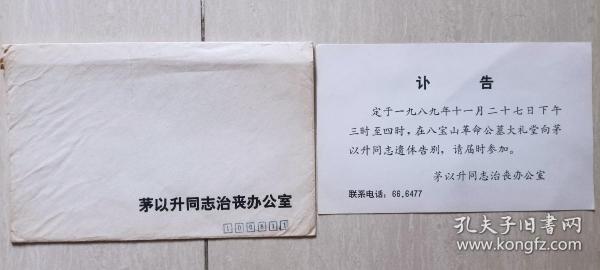 茅以升同志治丧办公室
100811
讣 告
定于一九八九年十一月二十七日下午
三时至四时，在八宝山革命公墓大礼堂向茅
以升同志遗体告别，请届时参加。
茅以升同志治丧办公室
联系电话：66.6477
孔夫子旧书网
www.kongfz.com